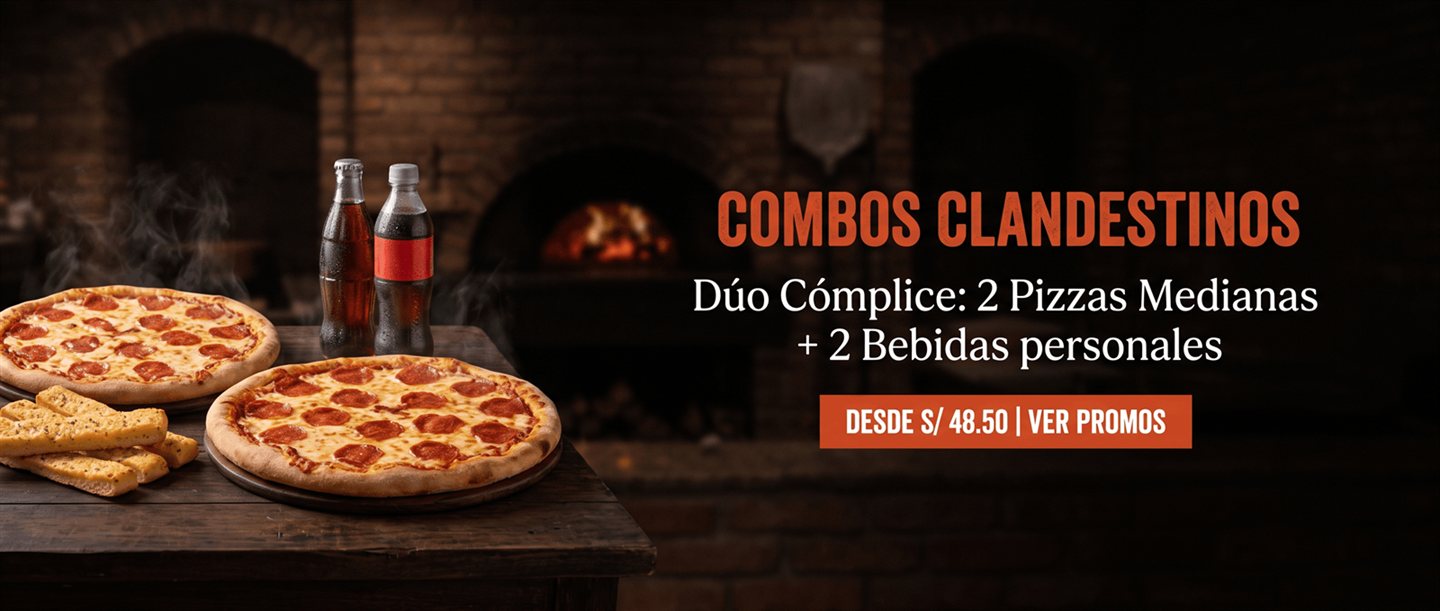 COMBOS CLANDESTINOS
Dúo Cómplice: 2 Pizzas Medianas
+ 2 Bebidas personales
DESDE S/ 48.50 | VER PROMOS